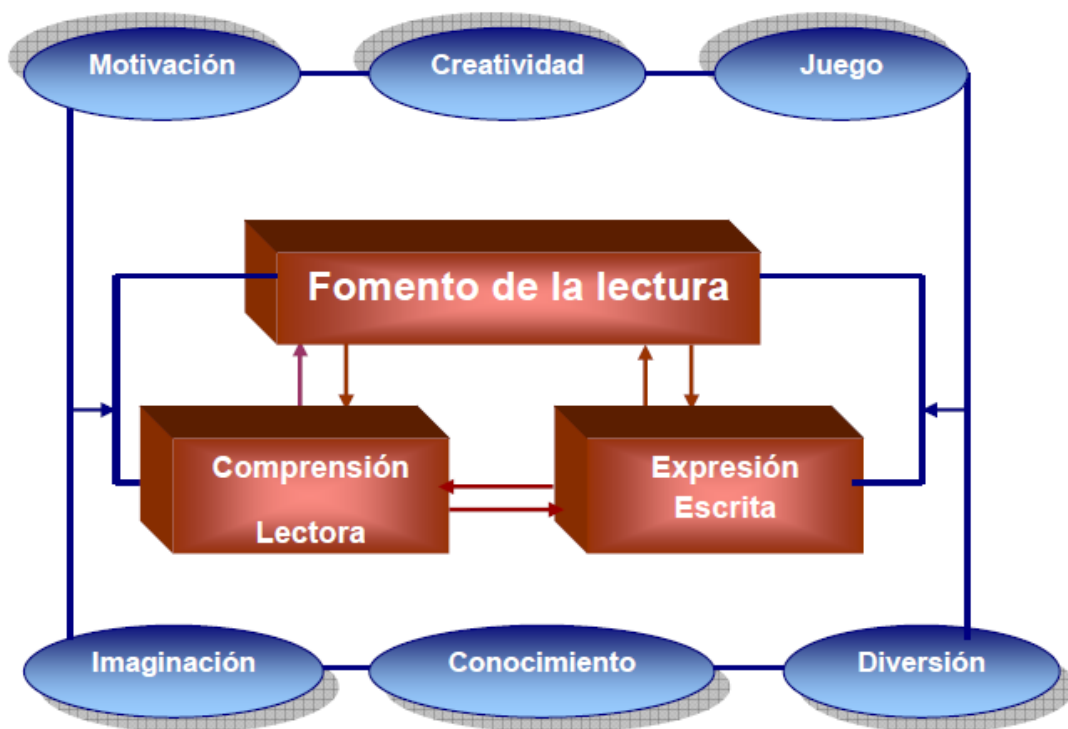 Motivación
Creatividad
Juego
Fomento de la lectura
Comprensión
Lectora
Expresión
Escrita
Imaginación
Conocimiento
Diversión